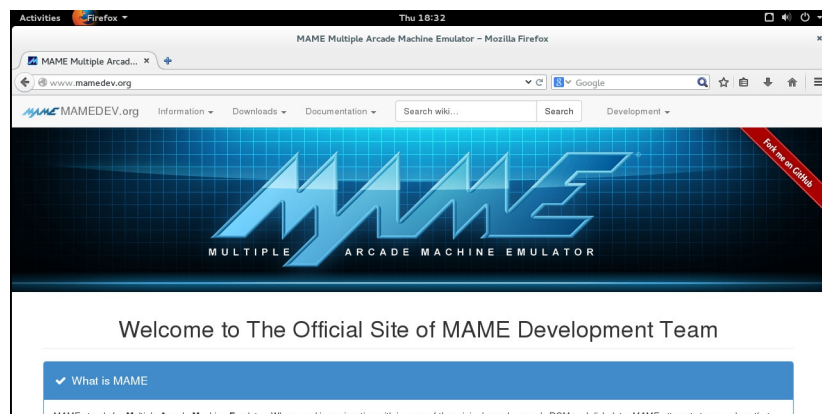 Activities Firefox Thu 18:32
MAME Multiple Arcade Machine Emulator – Mozilla Firefox
MAME Multiple Arcad...
www.mamedev.org Google
MAME MAMEDEV.org Information Downloads Documentation Search wiki... Search Development
Fork me on GitHub
MAME
MULTIPLE ARCADE MACHINE EMULATOR
Welcome to The Official Site of MAME Development Team
What is MAME